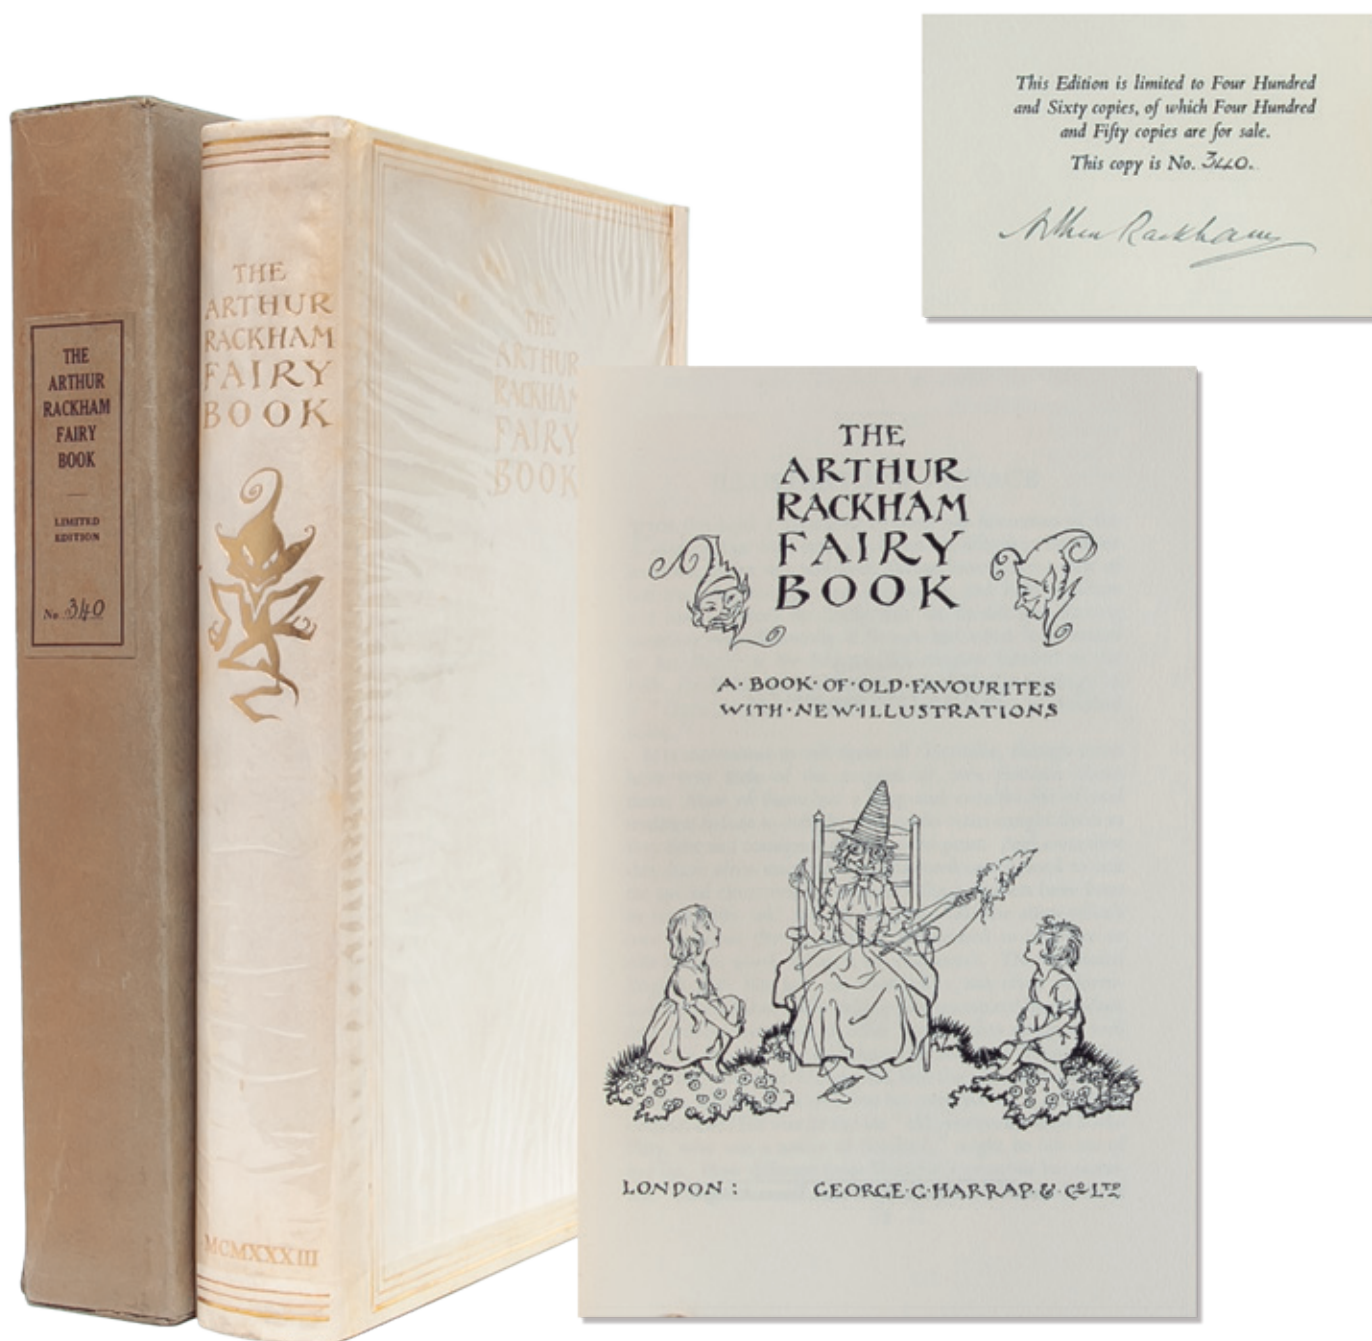 THE
ARTHUR
RACKHAM
FAIRY
BOOK
LIMITED
EDITION
No. 340
THE
ARTHUR
RACKHAM
FAIRY
BOOK
MCMXXXIII
THE
ARTHUR
RACKHAM
FAIRY
BOOK
This Edition is limited to Four Hundred
and Sixty copies, of which Four Hundred
and Fifty copies are for sale.
This copy is No. 340.
Arthur Rackham
THE
ARTHUR
RACKHAM
FAIRY
BOOK
A·BOOK·OF·OLD·FAVOURITES
WITH·NEW·ILLUSTRATIONS
LONDON: GEORGE·G·HARRAP·&·Co LTD